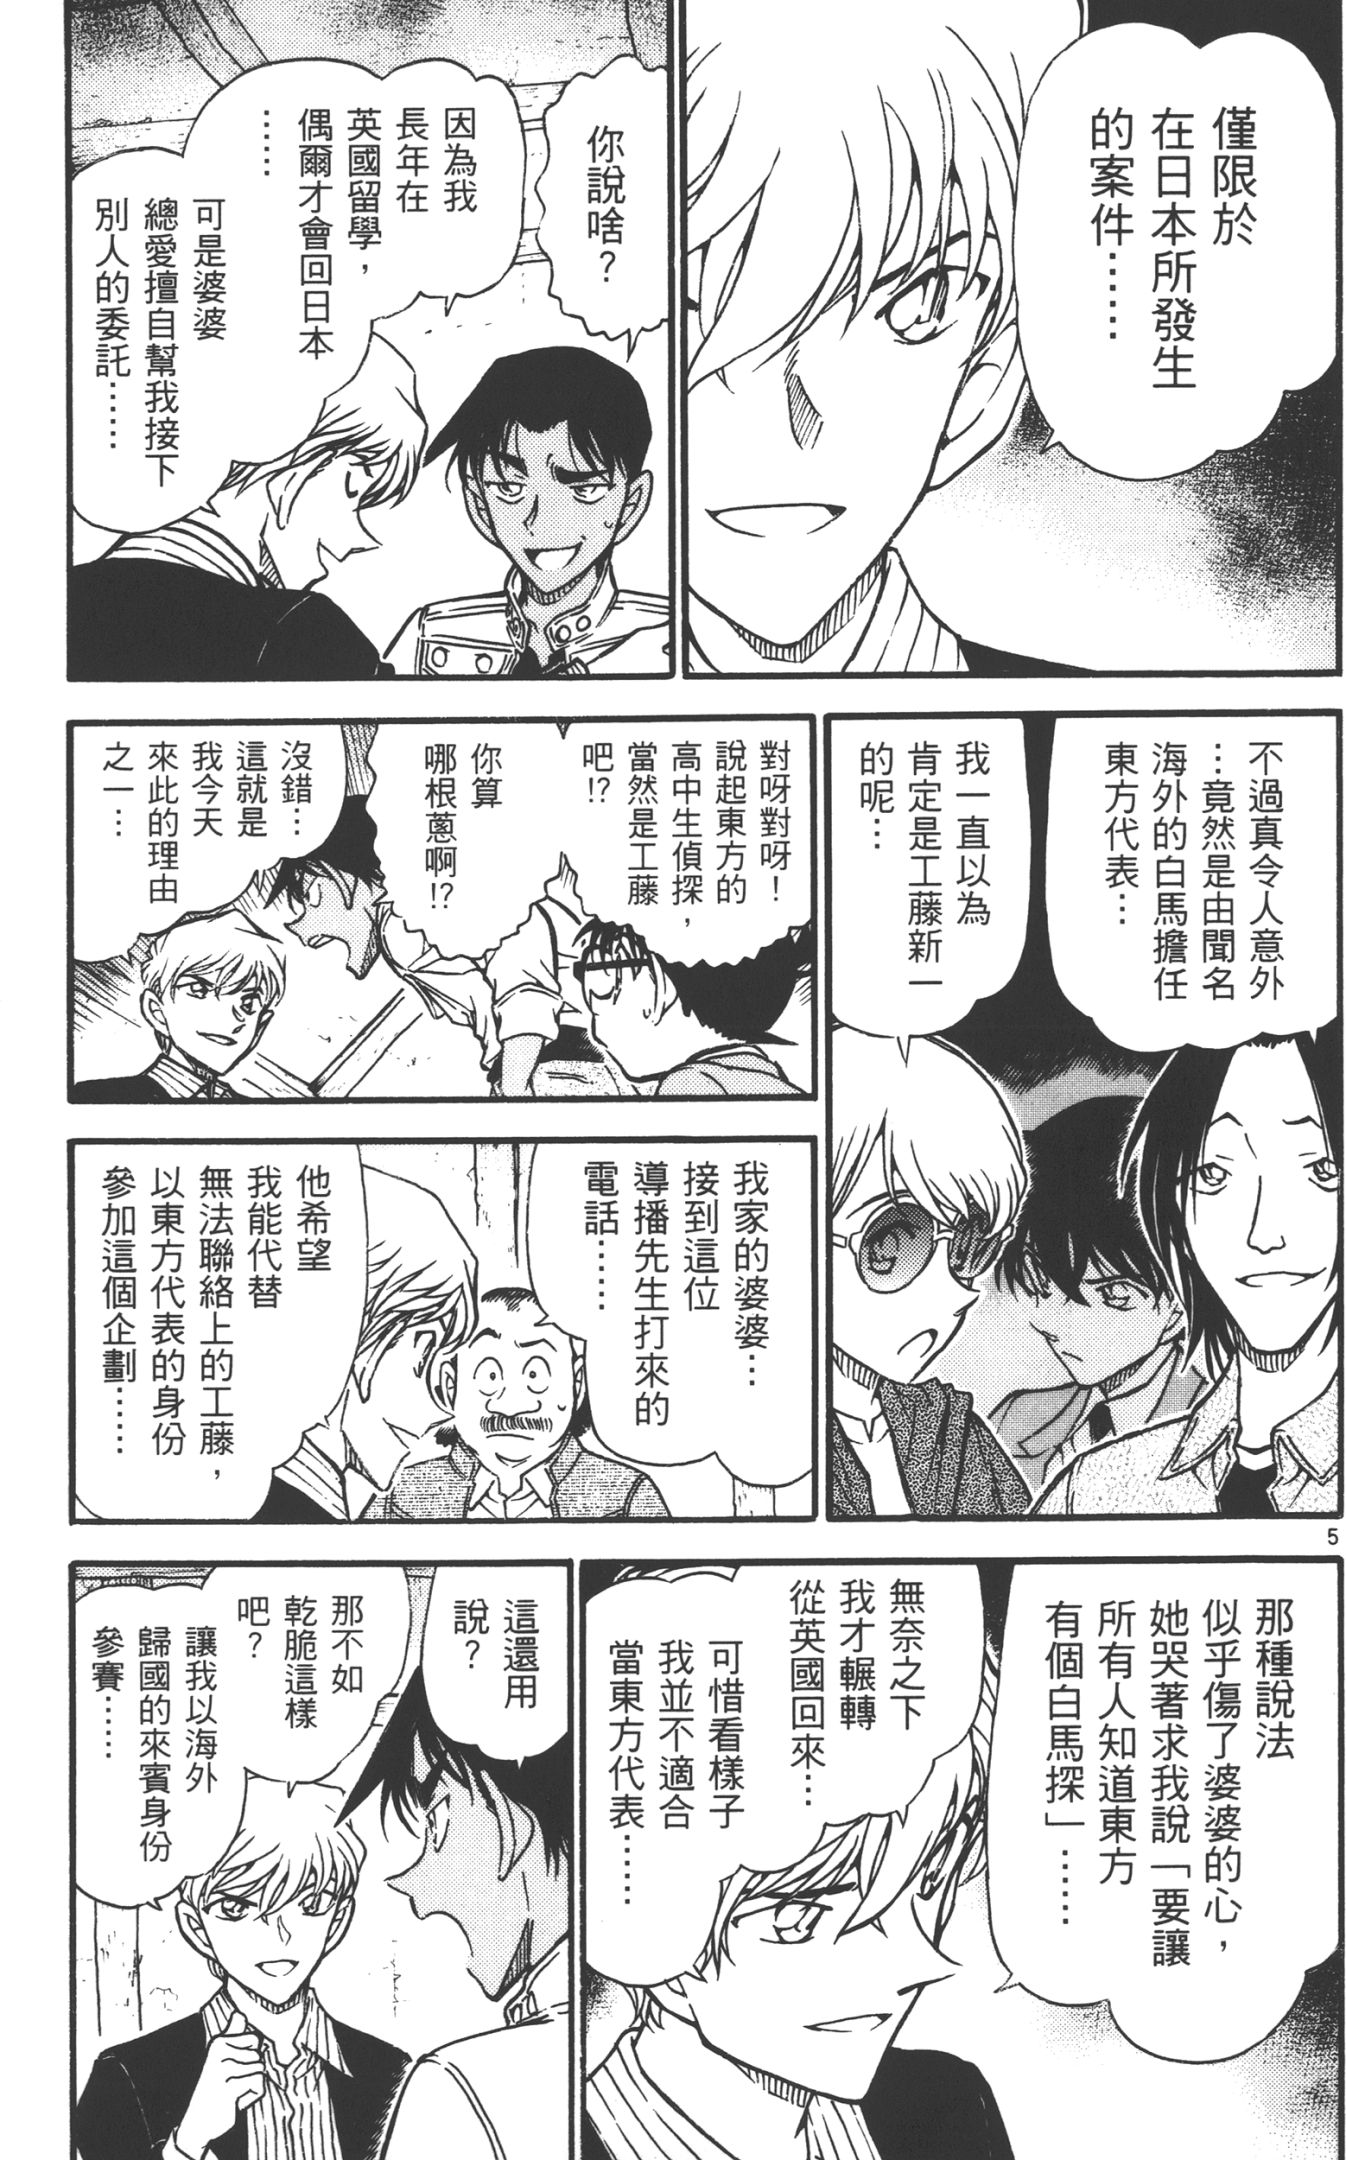 僅限於
在日本所發生
的案件……
你說啥？
因為我
長年在
英國留學，
偶爾才會回日本
……
可是婆婆
總愛擅自幫我接下
別人的委託……
不過真令人意外
…竟然是由聞名
海外的白馬擔任
東方代表…
我一直以為
肯定是工藤新一
的呢…
對呀對呀！
說起東方的
高中生偵探，
當然是工藤
吧!?
你算
哪根蔥啊!?
沒錯…
這就是
我今天
來此的理由
之一…
我家的婆婆…
接到這位
導播先生打來的
電話……
他希望
我能代替
無法聯絡上的工藤，
以東方代表的身份
參加這個企劃……
5
那種說法
似乎傷了婆婆的心，
她哭著求我說「要讓
所有人知道東方
有個白馬探」……
無奈之下
我才輾轉
從英國回來…
可惜看樣子
我並不適合
當東方代表……
這還用
說？
那不如
乾脆這樣
吧？
讓我以海外
歸國的來賓身份
參賽……